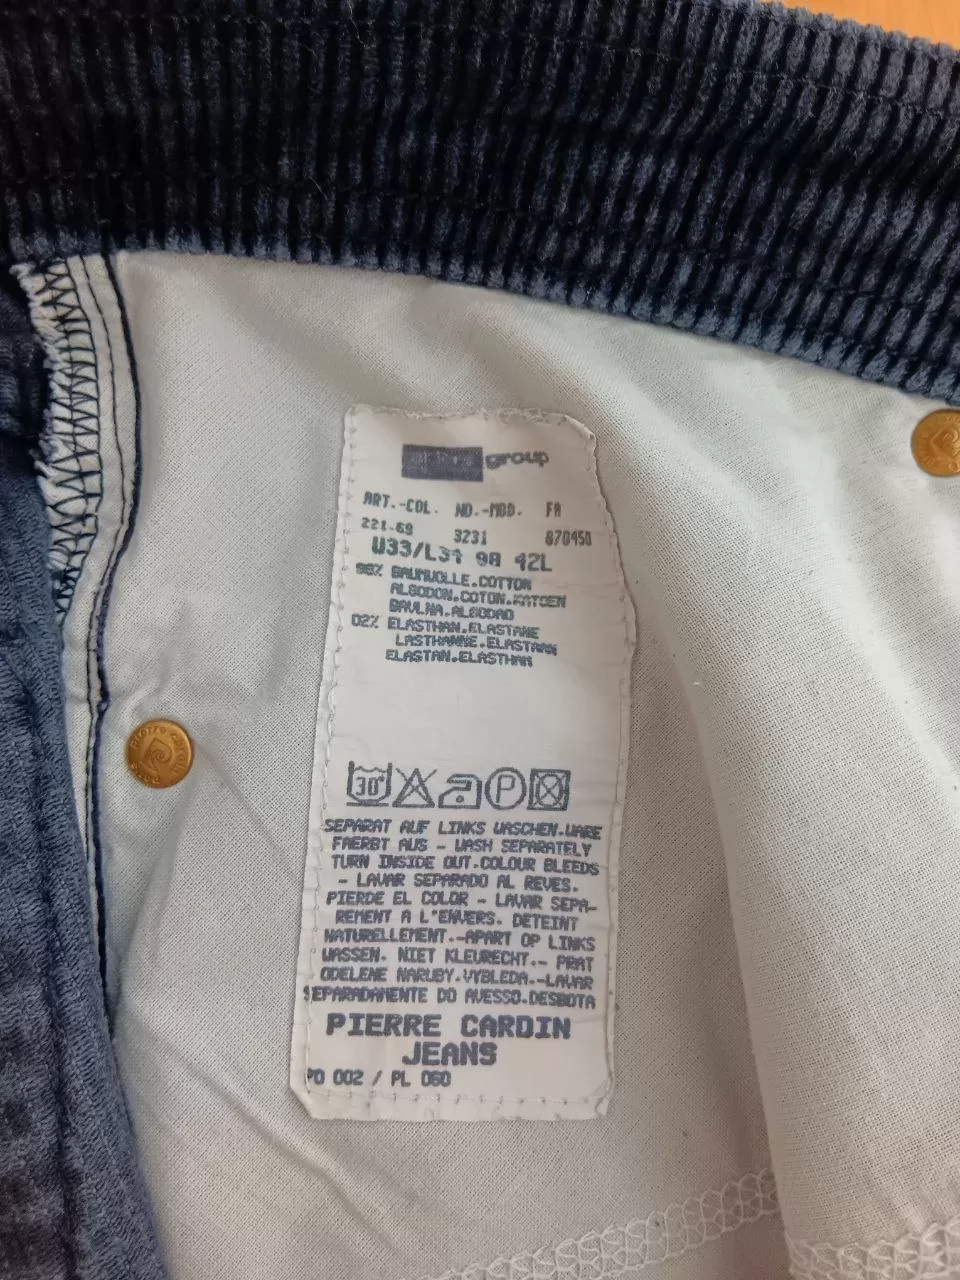 group
ART.-COL. NO.-MOD. FA
221-69 3231 870450
W33/L34 98 42L
98% BAUMWOLLE.COTTON
ALGODON.COTON.KATOEN
BAVLNA.ALGODAO
02% ELASTHAN.ELASTANE
LASTHANNE.ELASTAAN
ELASTAN.ELASTHAN
30°
P
SEPARAT AUF LINKS WASCHEN.WARE
FAERBT AUS - WASH SEPARATELY
TURN INSIDE OUT.COLOUR BLEEDS
- LAVAR SEPARADO AL REVES.
PIERDE EL COLOR - LAVAR SEPA-
REMENT A L'ENVERS. DETEINT
NATURELLEMENT.-APART OP LINKS
WASSEN. NIET KLEURECHT.- PRAT
ODELENE NARUBY.VYBLEDA.-LAVAR
SEPARADAMENTE DO AVESSO.DESBOTA
PIERRE CARDIN
JEANS
PO 002 / PL 060
pierre cardin